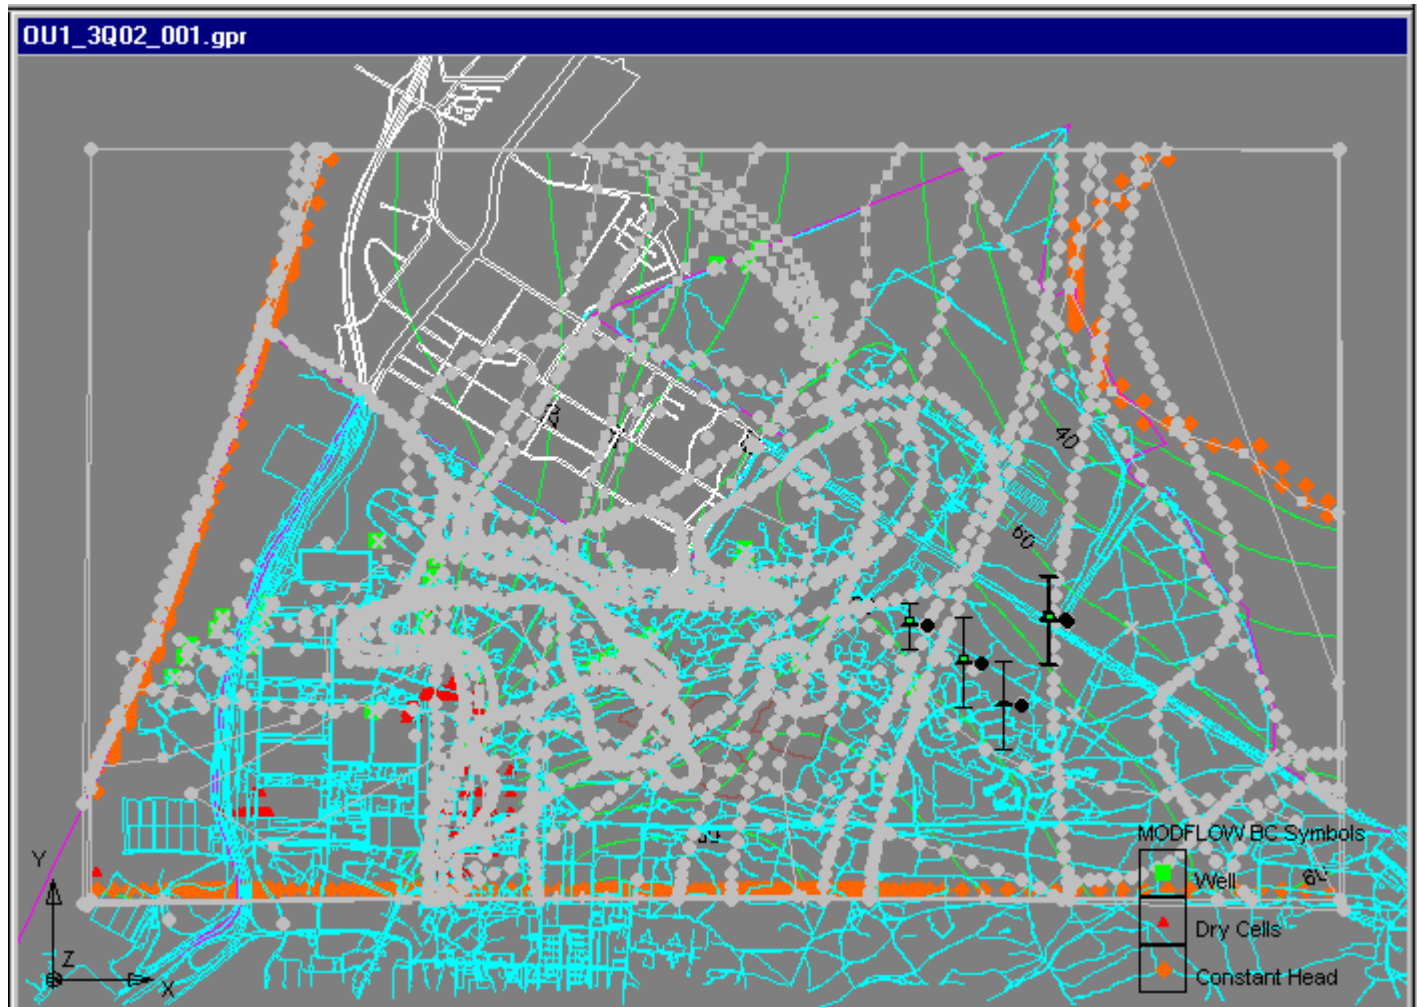 OU1_3Q02_001.gpr
40
60
MODFLOW BC Symbols
Well
Dry Cells
Constant Head
Y
Z
X